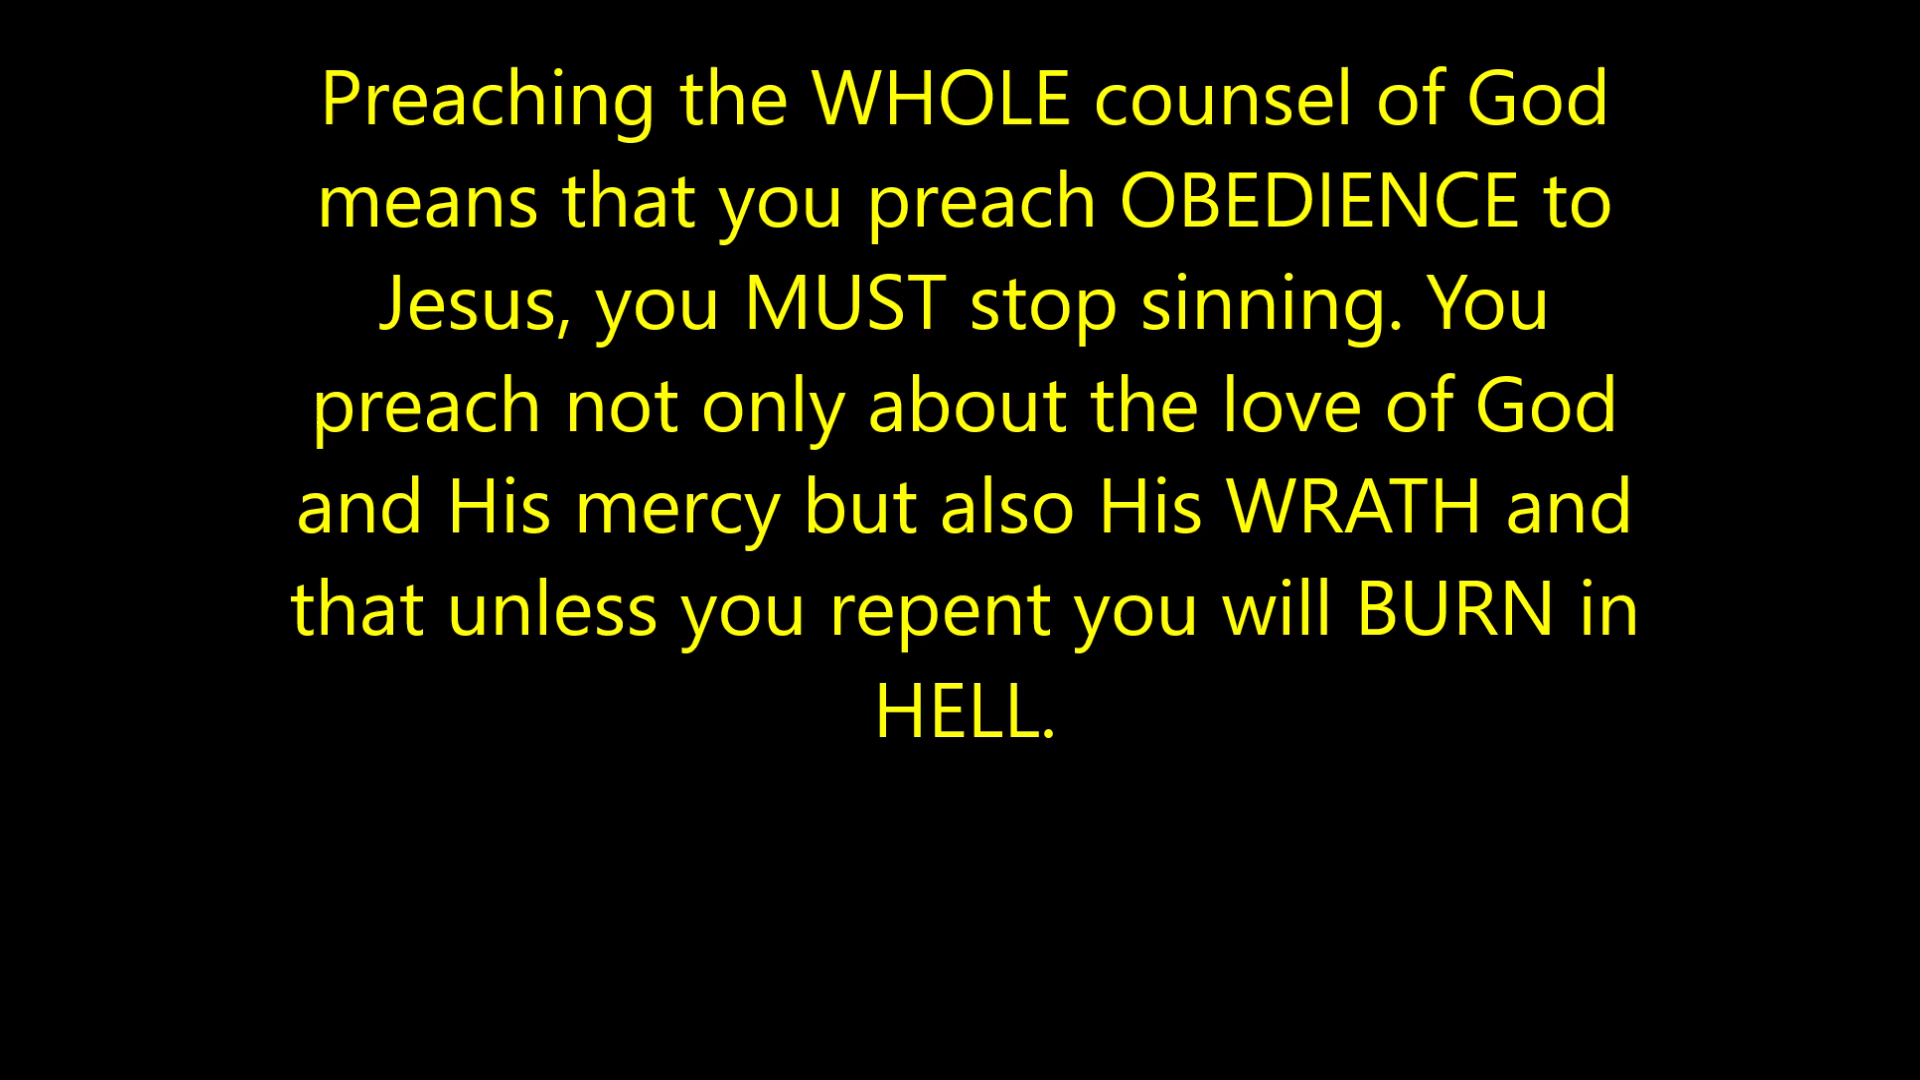 Preaching the WHOLE counsel of God
means that you preach OBEDIENCE to
Jesus, you MUST stop sinning. You
preach not only about the love of God
and His mercy but also His WRATH and
that unless you repent you will BURN in
HELL.